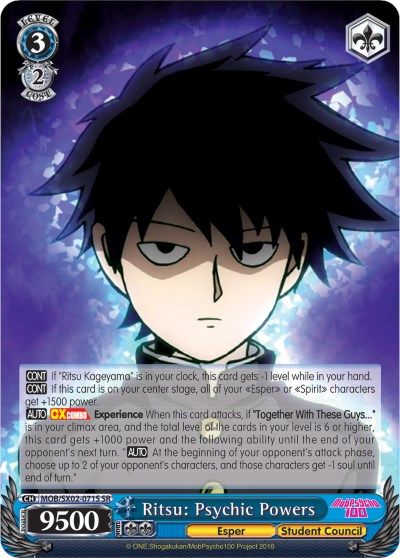 LEVEL
3
2
COST
CONT If "Ritsu Kageyama" is in your clock, this card gets -1 level while in your hand.
CONT If this card is on your center stage, all of your «Esper» or «Spirit» characters
get +1500 power.
AUTO CXCOMBO Experience When this card attacks, if "Together With These Guys..."
is in your climax area, and the total level of the cards in your level is 6 or higher,
this card gets +1000 power and the following ability until the end of your
opponent's next turn. "AUTO At the beginning of your opponent's attack phase,
choose up to 2 of your opponent's characters, and those characters get -1 soul until
end of turn."
CH MOB/SX02-071S SR
POWER 9500
Ritsu: Psychic Powers
MOBPSYCHO 100
Esper Student Council
© ONE,Shogakukan/MobPsycho100 Project 2016